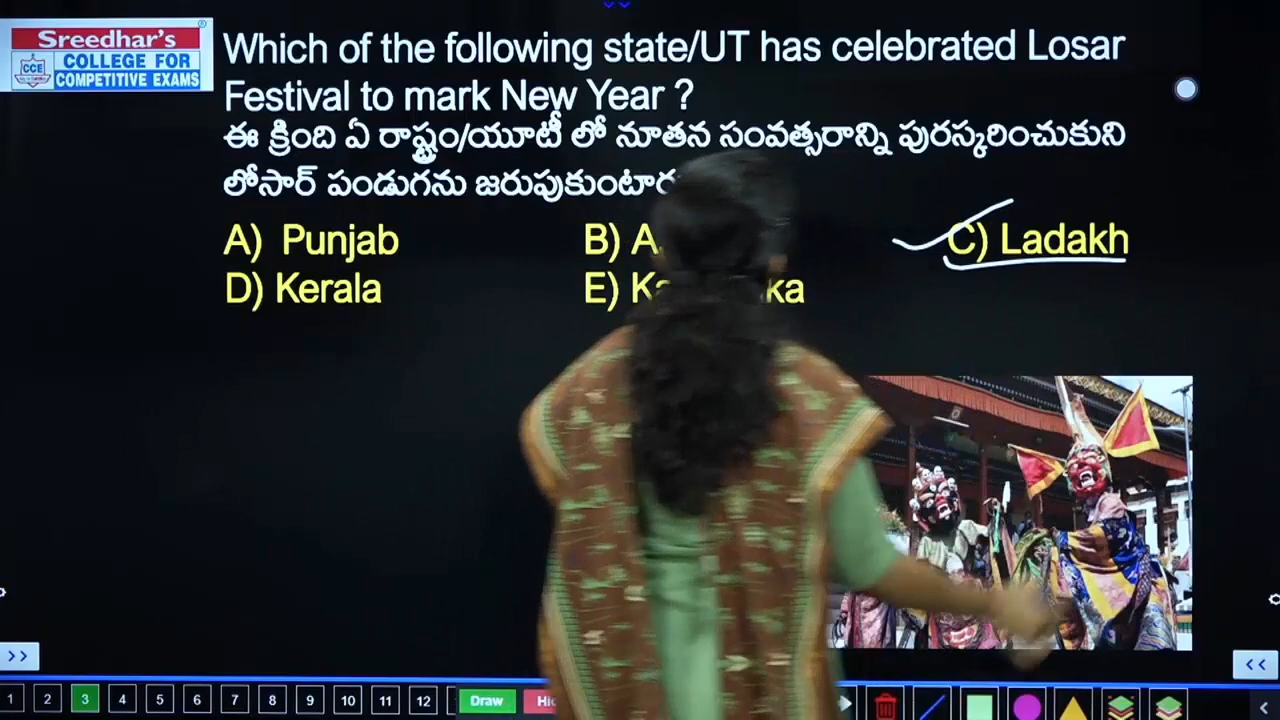 Sreedhar's
CCE
COLLEGE FOR
COMPETITIVE EXAMS
Which of the following state/UT has celebrated Losar
Festival to mark New Year ?
ఈ క్రింది ఏ రాష్ట్రం/యూటీ లో నూతన సంవత్సరాన్ని పురస్కరించుకుని
లోసార్ పండుగను జరుపుకుంటారు
A) Punjab B) C) Ladakh
D) Kerala E)
>> <<
1 2 3 4 5 6 7 8 9 10 11 12 Draw